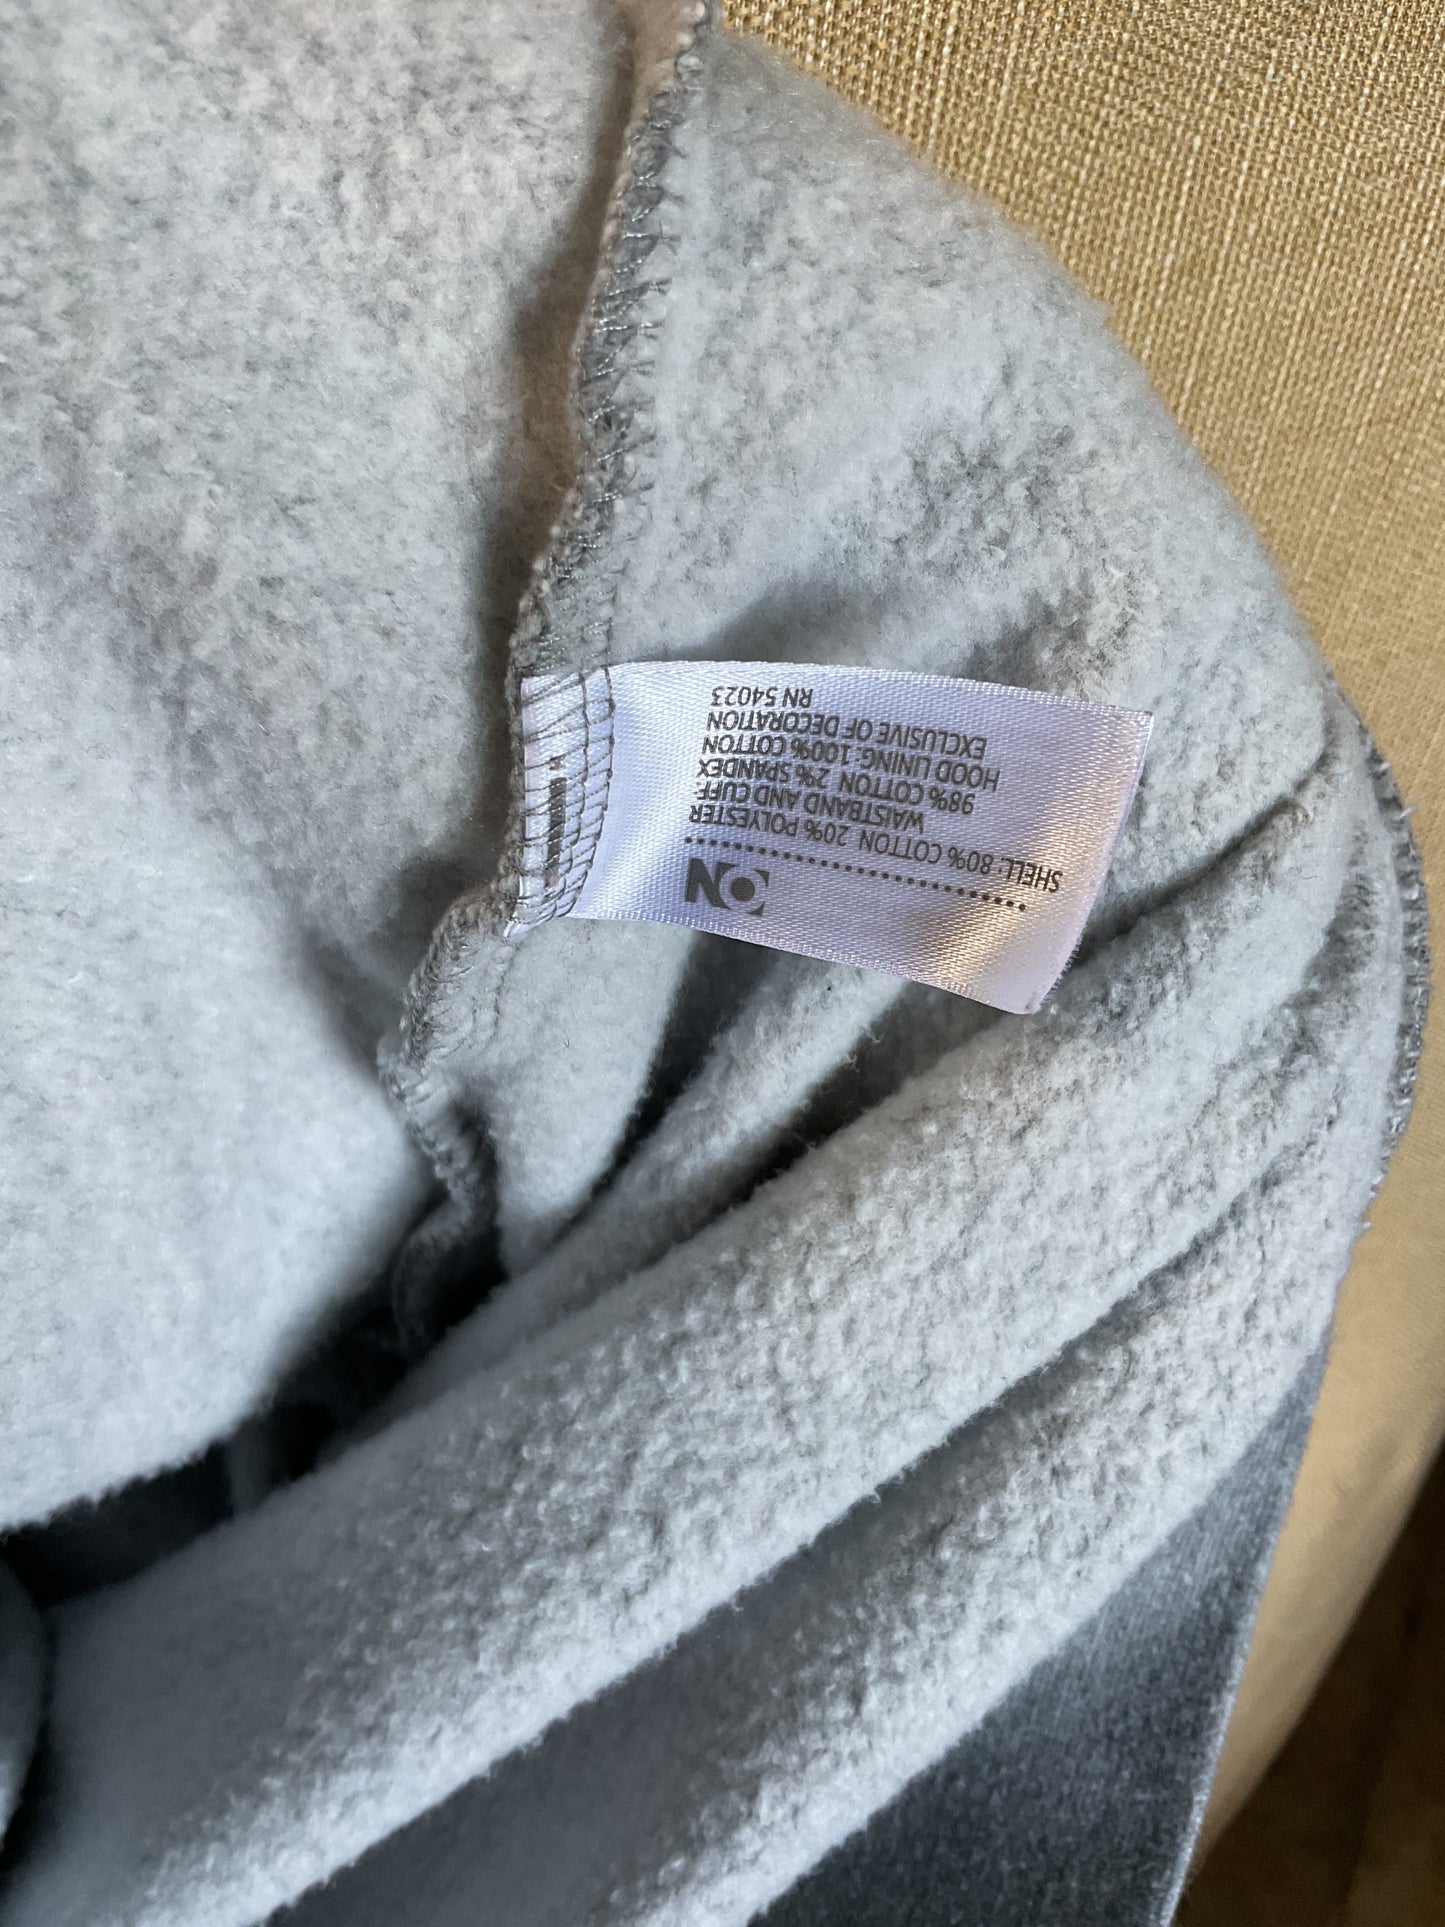 ON
SHELL: 80% COTTON 20% POLYESTER
WAISTBAND AND CUFF:
98% COTTON 2% SPANDEX
HOOD LINING: 100% COTTON
EXCLUSIVE OF DECORATION
RN 54023